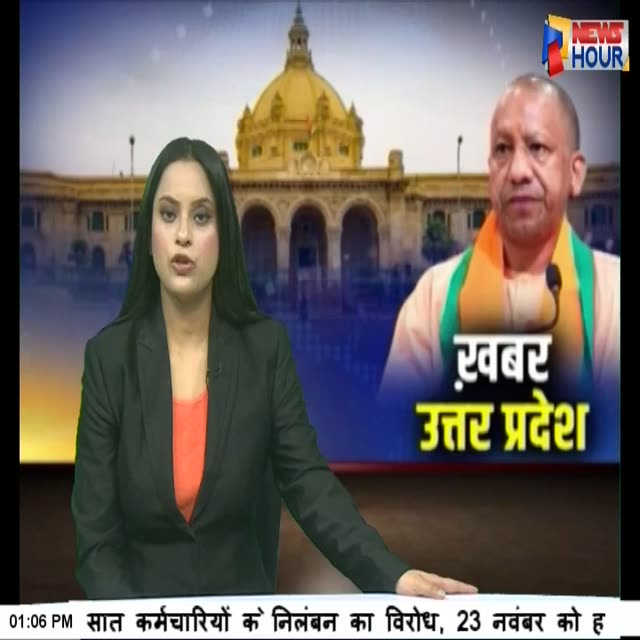 NEWS
HOUR
ख़बर
उत्तर प्रदेश
01:06 PM सात कर्मचारियों के निलंबन का विरोध, 23 नवंबर को ह